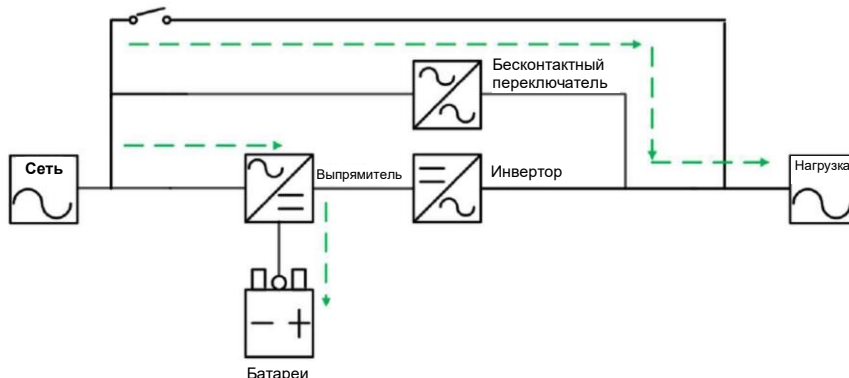 Бесконтактный
переключатель
Сеть
Выпрямитель
Инвертор
Нагрузка
Батареи